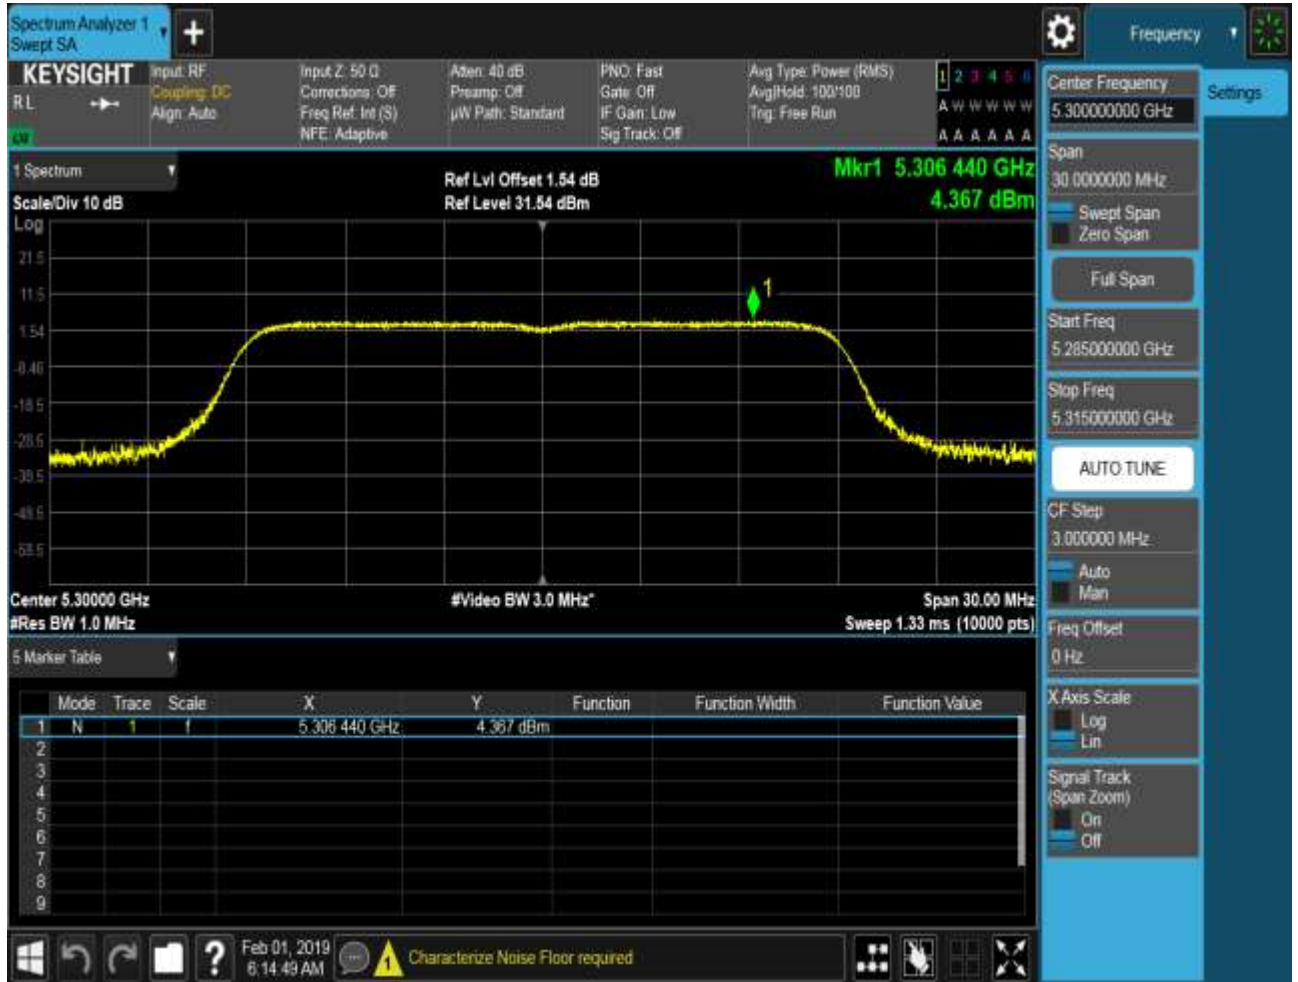 Spectrum Analyzer 1
Swept SA
Frequency
KEYSIGHT
RL
Input: RF
Coupling: DC
Align: Auto
Input Z: 50 Ω
Corrections: Off
Freq Ref: Int (S)
NFE: Adaptive
Atten: 40 dB
Preamp: Off
µW Path: Standard
PNO: Fast
Gate: Off
IF Gain: Low
Sig Track: Off
Avg Type: Power (RMS)
Avg|Hold: 100/100
Trig: Free Run
1 2 3 4 5 6
A W W W W W
A A A A A A
1 Spectrum
Scale/Div 10 dB
Log
Ref Lvl Offset 1.54 dB
Ref Level 31.54 dBm
Mkr1 5.306 440 GHz
4.367 dBm
21.5
11.5
1.54
-8.46
-18.5
-28.5
-38.5
-48.5
-58.5
1
Center 5.30000 GHz
#Res BW 1.0 MHz
#Video BW 3.0 MHz*
Span 30.00 MHz
Sweep 1.33 ms (10000 pts)
5 Marker Table
Mode Trace Scale X Y Function Function Width Function Value
1 N 1 f 5.306 440 GHz 4.367 dBm
2
3
4
5
6
7
8
9
Feb 01, 2019
6:14:49 AM
?
1
Characterize Noise Floor required
Settings
Center Frequency
5.300000000 GHz
Span
30.0000000 MHz
Swept Span
Zero Span
Full Span
Start Freq
5.285000000 GHz
Stop Freq
5.315000000 GHz
AUTO TUNE
CF Step
3.000000 MHz
Auto
Man
Freq Offset
0 Hz
X Axis Scale
Log
Lin
Signal Track
(Span Zoom)
On
Off